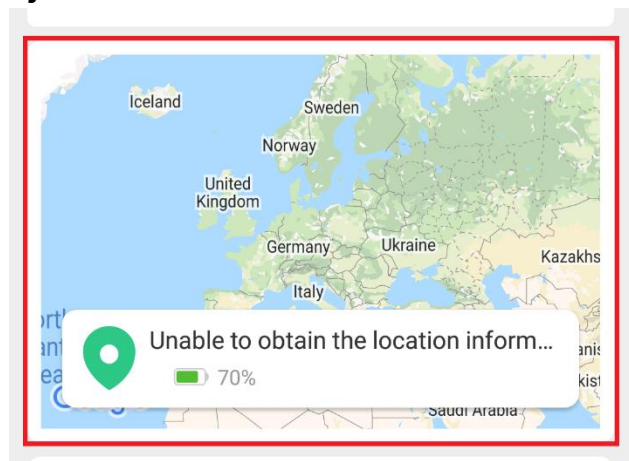 Iceland
Sweden
Norway
United
Kingdom
Germany
Ukraine
Kazakhs
Italy
Unable to obtain the location inform...
70%
Saudi Arabia